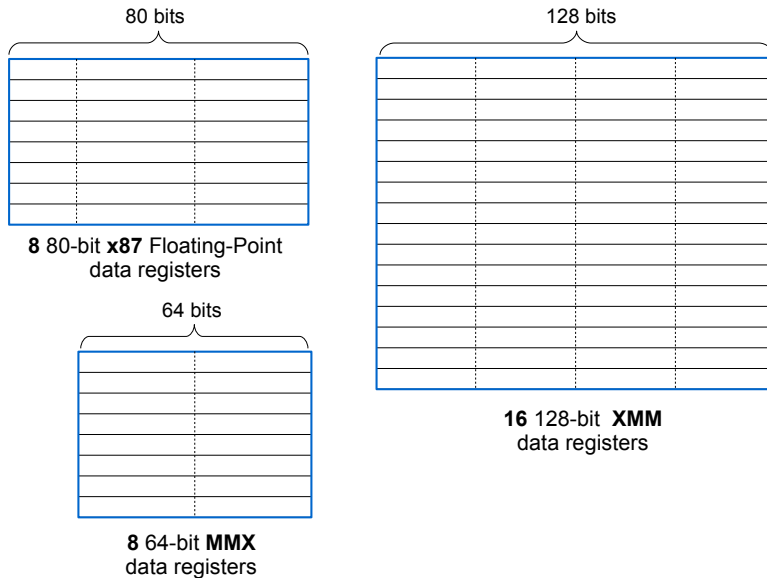 80 bits
8 80-bit x87 Floating-Point
data registers
64 bits
8 64-bit MMX
data registers
128 bits
16 128-bit XMM
data registers